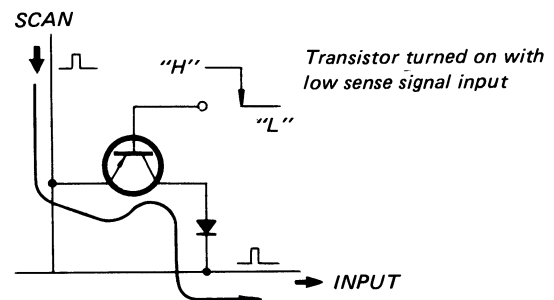 SCAN
"H"
Transistor turned on with
low sense signal input
"L"
INPUT